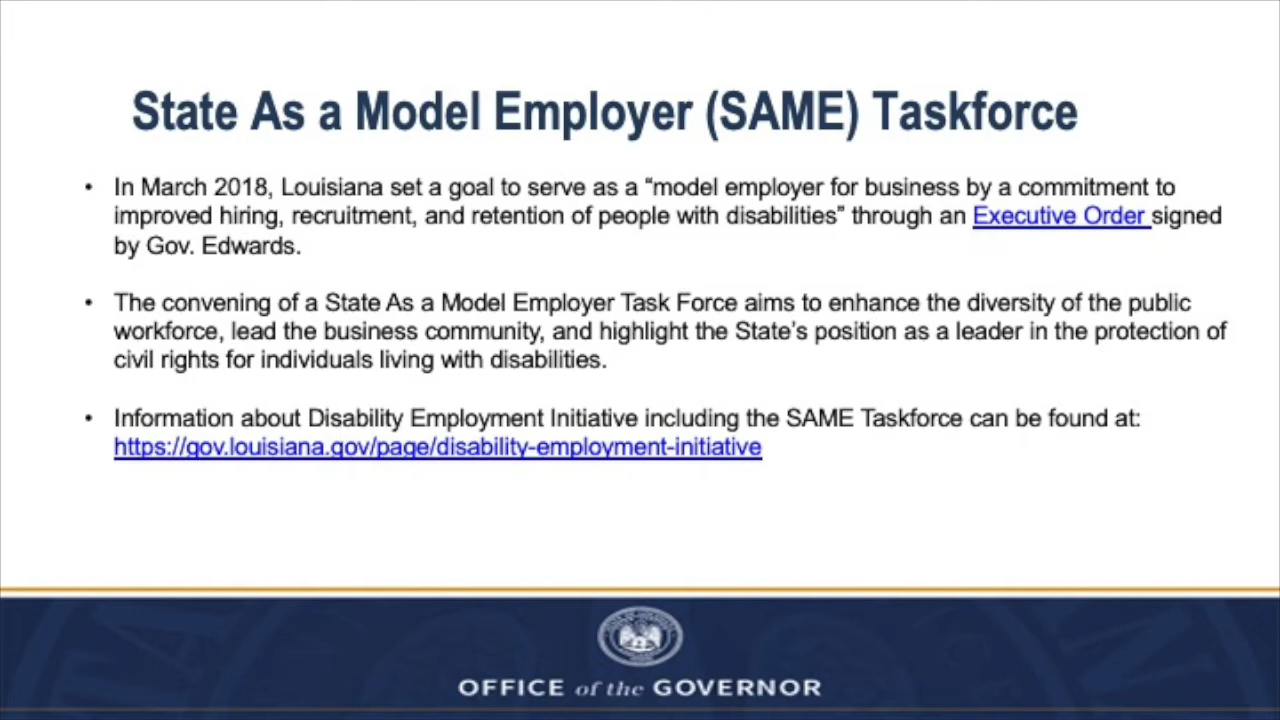 State As a Model Employer (SAME) Taskforce
• In March 2018, Louisiana set a goal to serve as a “model employer for business by a commitment to
improved hiring, recruitment, and retention of people with disabilities” through an Executive Order signed
by Gov. Edwards.
• The convening of a State As a Model Employer Task Force aims to enhance the diversity of the public
workforce, lead the business community, and highlight the State’s position as a leader in the protection of
civil rights for individuals living with disabilities.
• Information about Disability Employment Initiative including the SAME Taskforce can be found at:
https://gov.louisiana.gov/page/disability-employment-initiative
OFFICE of the GOVERNOR